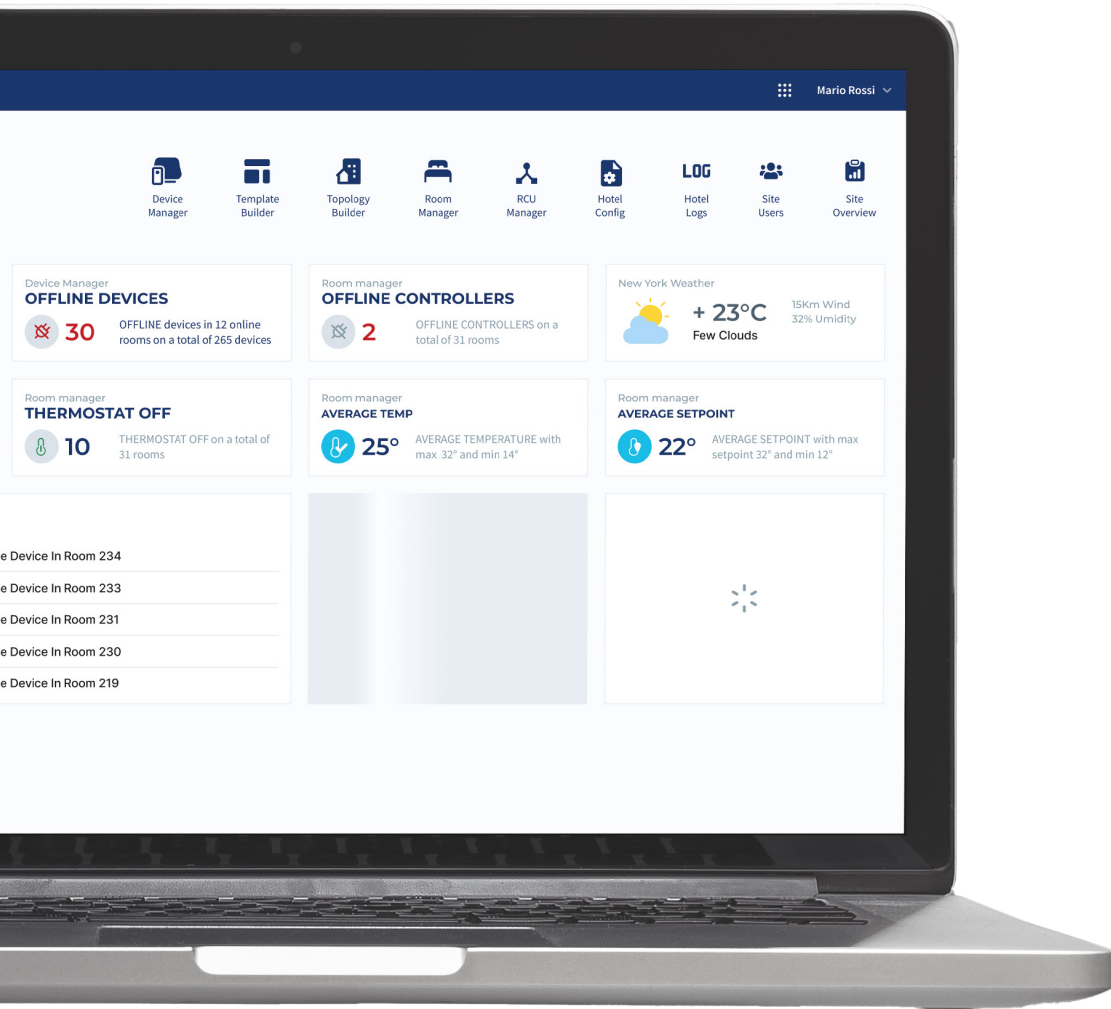 Mario Rossi
Device
Manager
Template
Builder
Topology
Builder
Room
Manager
RCU
Manager
Hotel
Config
LOG
Hotel
Logs
Site
Users
Site
Overview
Device Manager
OFFLINE DEVICES
30
OFFLINE devices in 12 online
rooms on a total of 265 devices
Room manager
OFFLINE CONTROLLERS
2
OFFLINE CONTROLLERS on a
total of 31 rooms
New York Weather
+ 23°C
Few Clouds
15Km Wind
32% Umidity
Room manager
THERMOSTAT OFF
10
THERMOSTAT OFF on a total of
31 rooms
Room manager
AVERAGE TEMP
25°
AVERAGE TEMPERATURE with
max 32° and min 14°
Room manager
AVERAGE SETPOINT
22°
AVERAGE SETPOINT with max
setpoint 32° and min 12°
e Device In Room 234
e Device In Room 233
e Device In Room 231
e Device In Room 230
e Device In Room 219